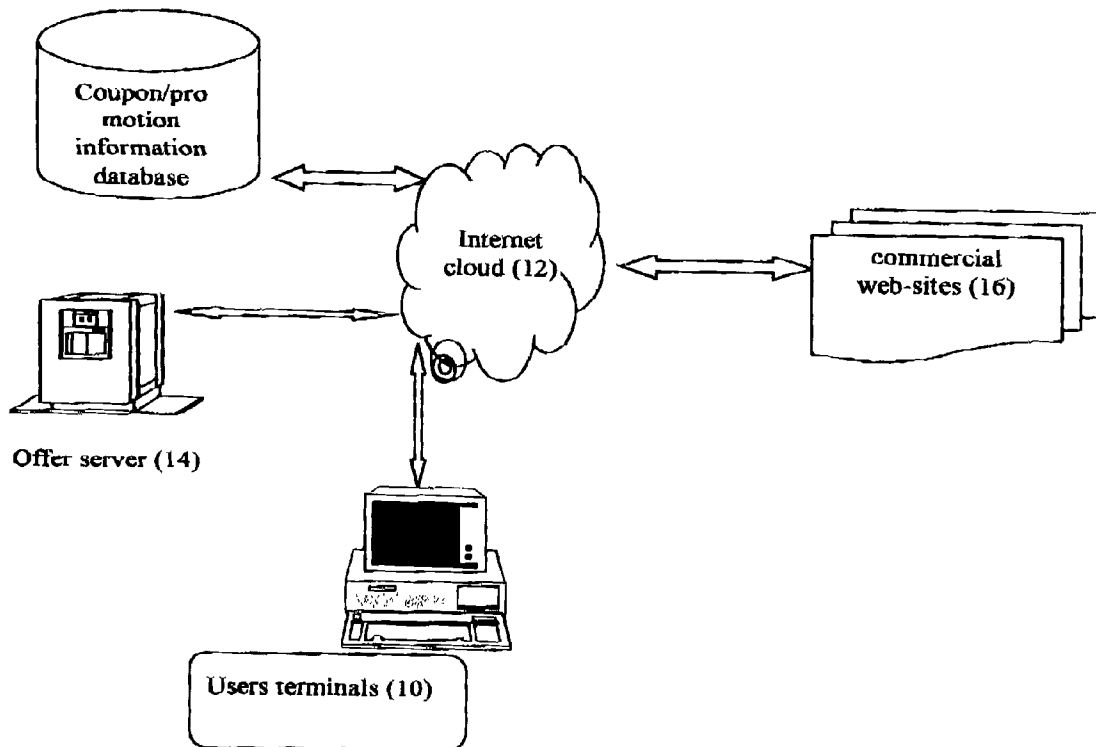 Coupon/pro
motion
information
database
Internet
cloud (12)
commercial
web-sites (16)
Offer server (14)
Users terminals (10)